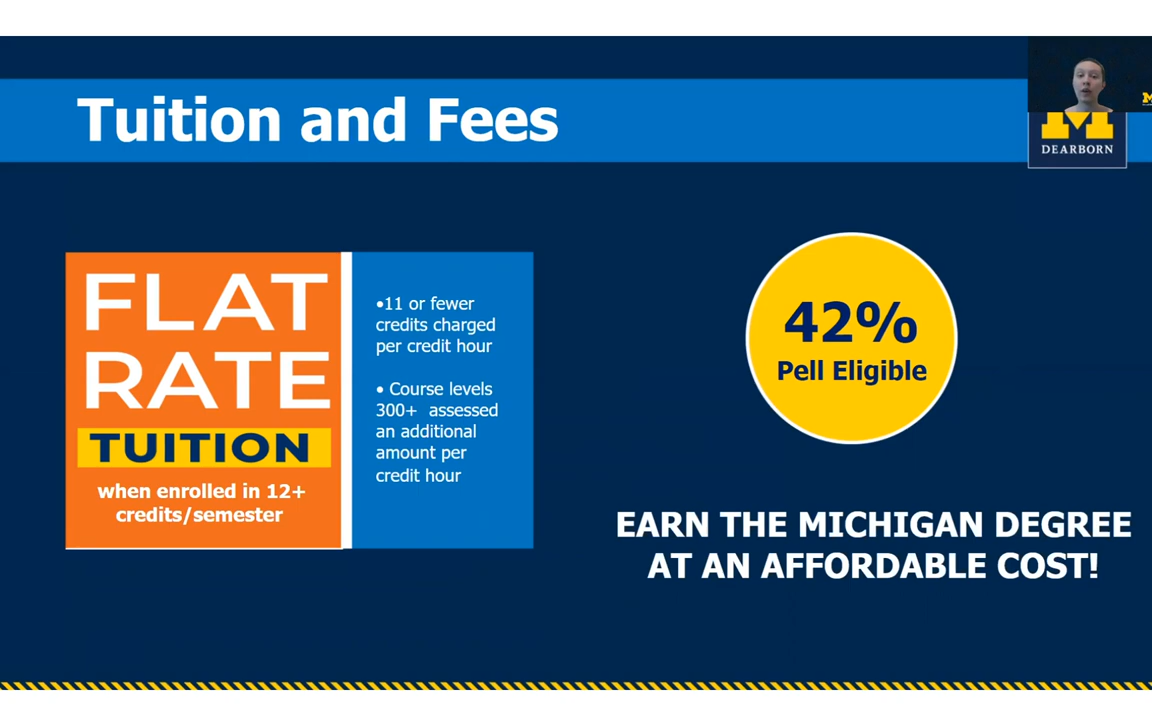 Tuition and Fees
M
M
DEARBORN
FLAT
RATE
TUITION
when enrolled in 12+
credits/semester
•11 or fewer
credits charged
per credit hour
• Course levels
300+ assessed
an additional
amount per
credit hour
42%
Pell Eligible
EARN THE MICHIGAN DEGREE
AT AN AFFORDABLE COST!